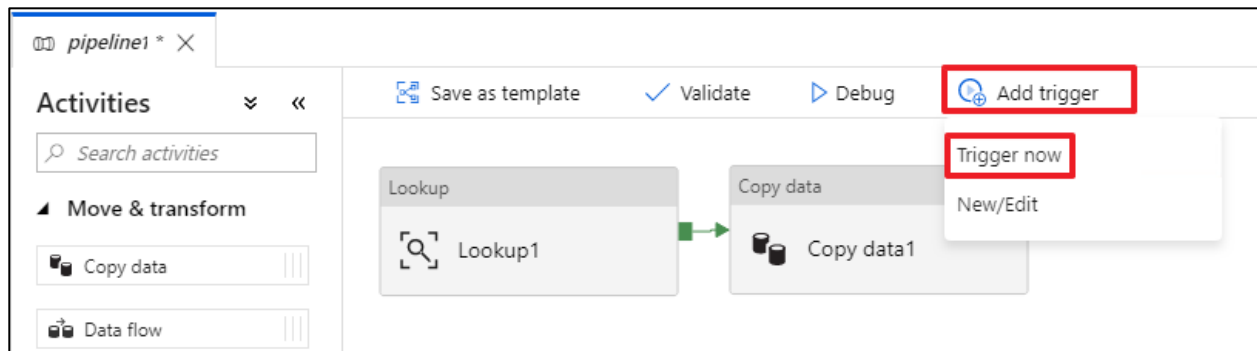 pipeline1 *
Activities
Search activities
Move & transform
Copy data
Data flow
Save as template
Validate
Debug
Add trigger
Trigger now
New/Edit
Lookup
Lookup1
Copy data
Copy data1